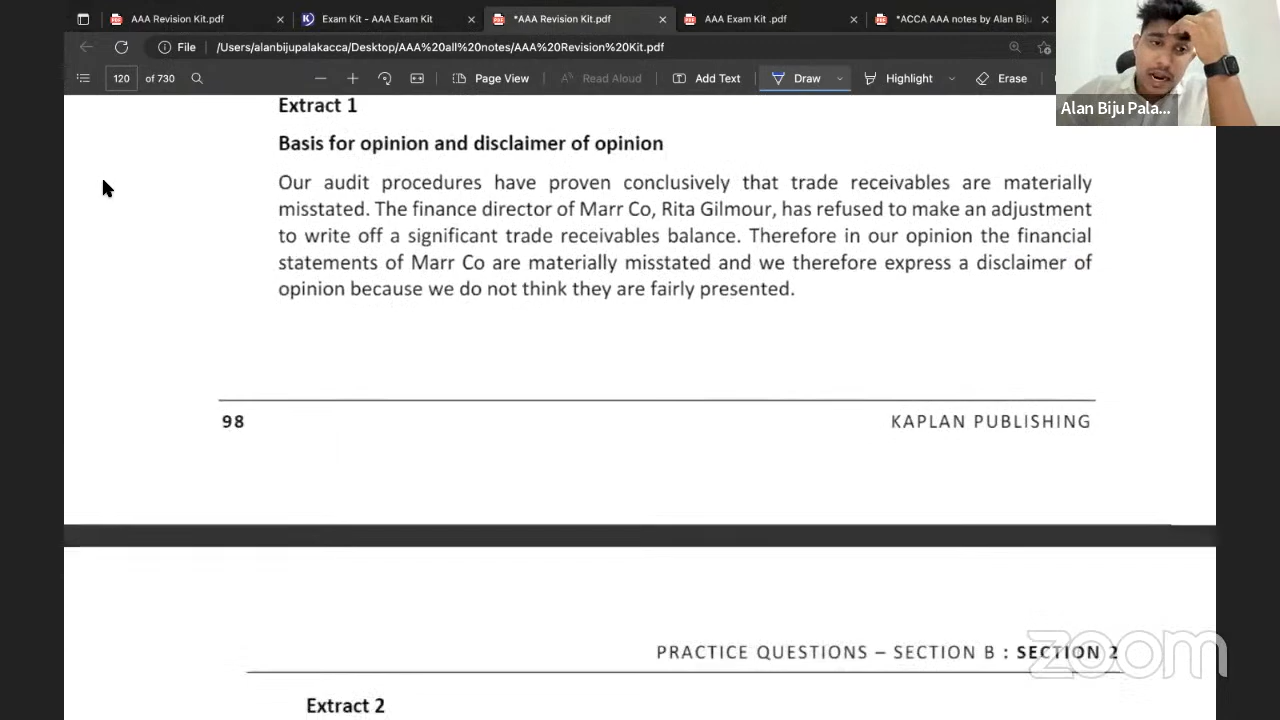 AAA Revision Kit.pdf
Exam Kit - AAA Exam Kit
*AAA Revision Kit.pdf
AAA Exam Kit .pdf
*ACCA AAA notes by Alan Biju
File
/Users/alanbijupalakacca/Desktop/AAA%20all%20notes/AAA%20Revision%20Kit.pdf
120 of 730
Page View
Read Aloud
Add Text
Draw
Highlight
Erase
Alan Biju Pala...
Extract 1
Basis for opinion and disclaimer of opinion
Our audit procedures have proven conclusively that trade receivables are materially
misstated. The finance director of Marr Co, Rita Gilmour, has refused to make an adjustment
to write off a significant trade receivables balance. Therefore in our opinion the financial
statements of Marr Co are materially misstated and we therefore express a disclaimer of
opinion because we do not think they are fairly presented.
98
KAPLAN PUBLISHING
PRACTICE QUESTIONS – SECTION B : SECTION 2
zoom
Extract 2